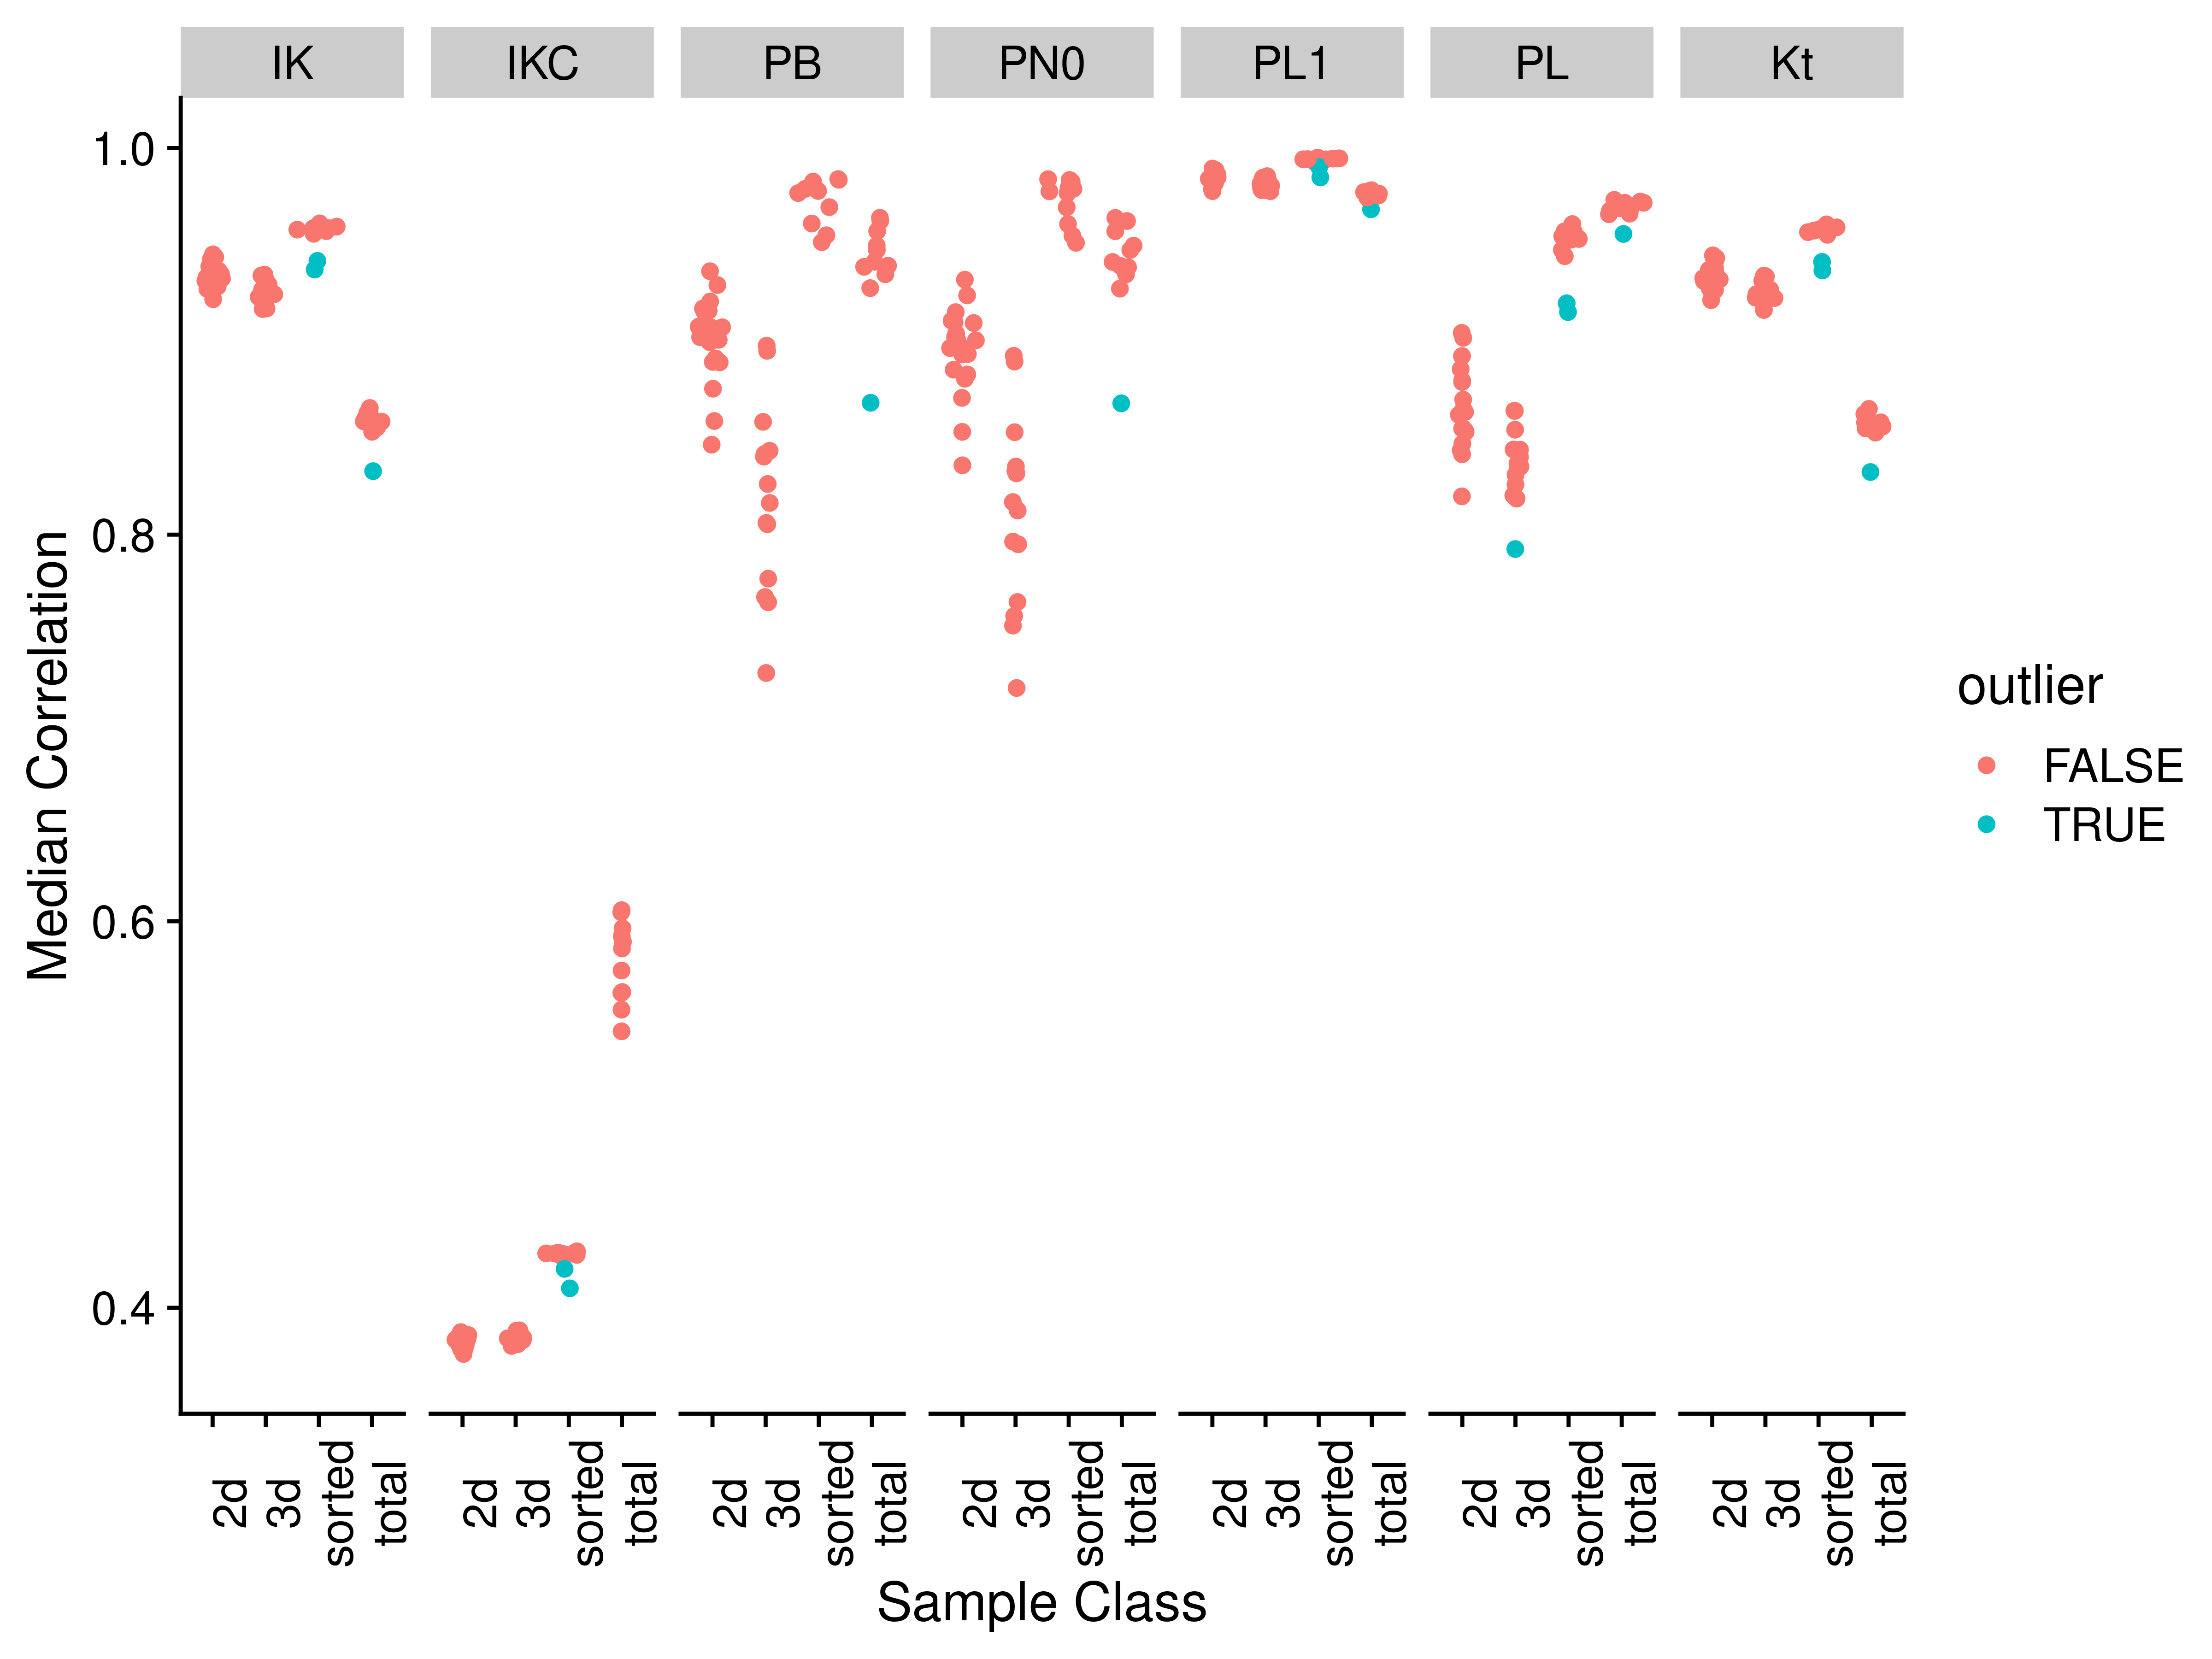 IK IKC PB PN0 PL1 PL Kt
1.0
0.8
0.6
0.4
Median Correlation
2d 3d sorted total 2d 3d sorted total 2d 3d sorted total 2d 3d sorted total 2d 3d sorted total 2d 3d sorted total 2d 3d sorted total
Sample Class
outlier
FALSE
TRUE